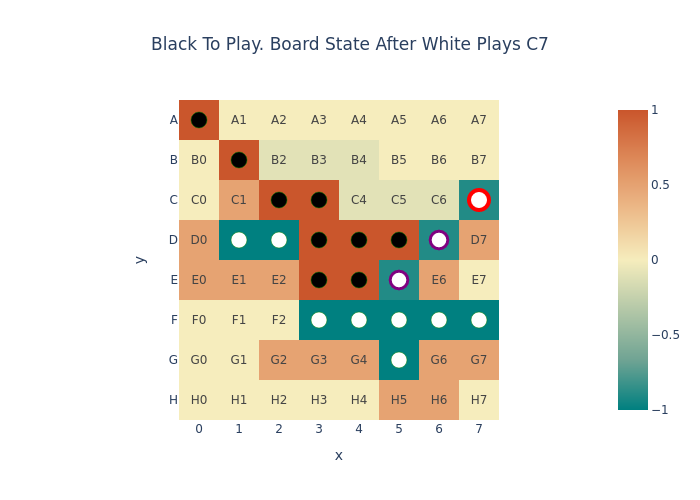 Black To Play. Board State After White Plays C7
A A1 A2 A3 A4 A5 A6 A7
B B0 B2 B3 B4 B5 B6 B7
C C0 C1 C4 C5 C6
D D0 D7
E E0 E1 E2 E6 E7
F F0 F1 F2
G G0 G1 G2 G3 G4 G6 G7
H H0 H1 H2 H3 H4 H5 H6 H7
0 1 2 3 4 5 6 7
x
y
1
0.5
0
−0.5
−1